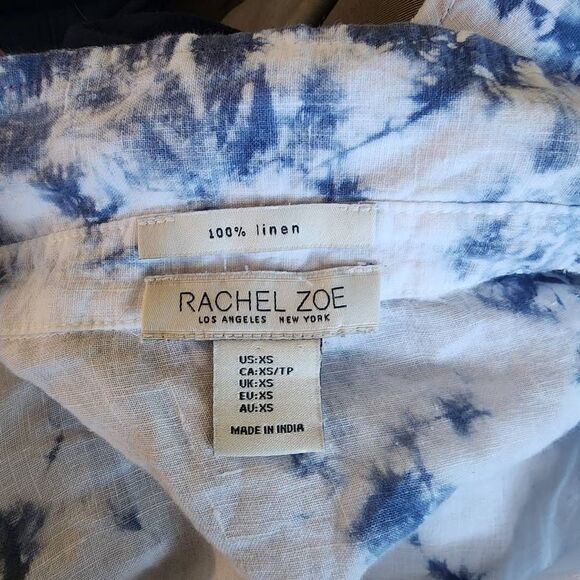 100% linen
RACHEL ZOE
LOS ANGELES NEW YORK
US:XS
CA:XS/TP
UK:XS
EU:XS
AU:XS
MADE IN INDIA